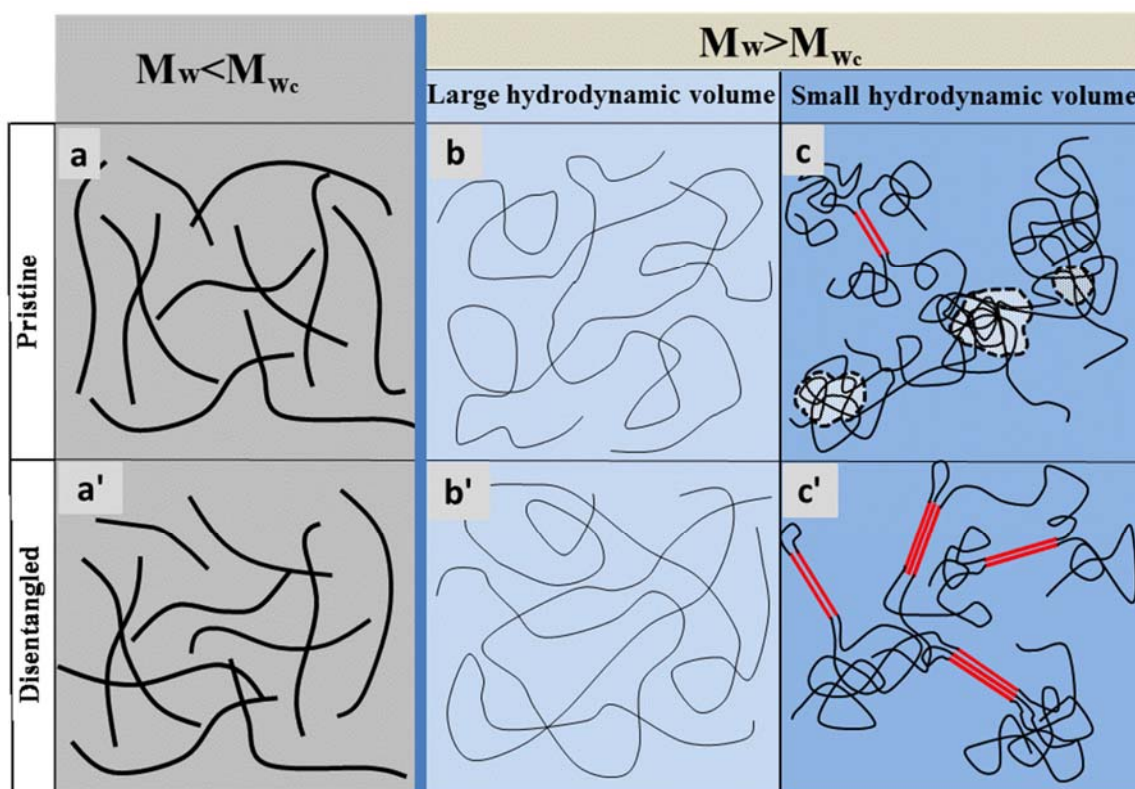 Mw<Mwc
Mw>Mwc
Large hydrodynamic volume
Small hydrodynamic volume
Pristine
a
b
c
Disentangled
a'
b'
c'